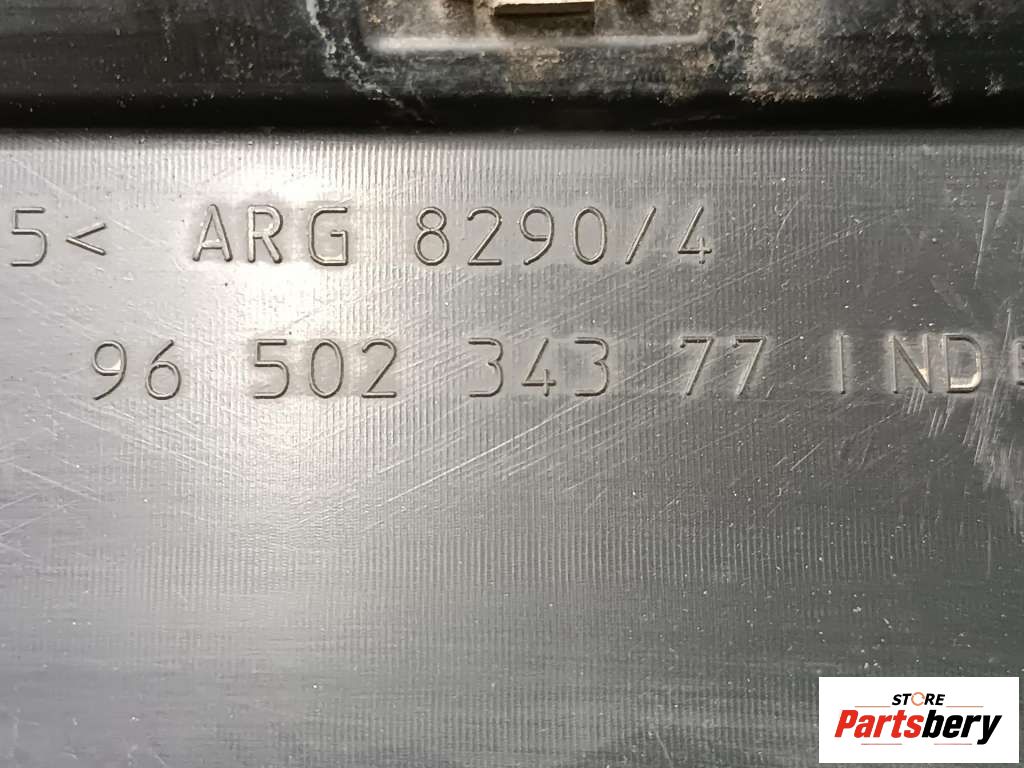 5< ARG 8290/4
96 502 343 77 IND
STORE
Partsbery